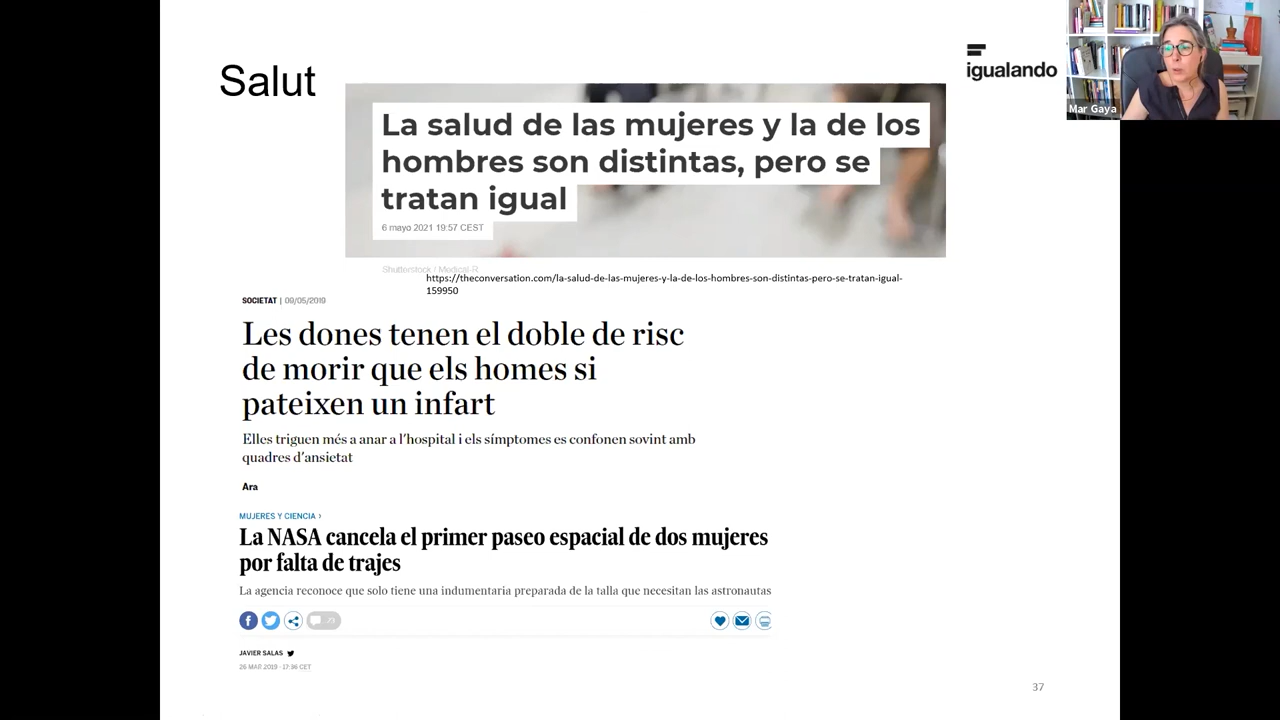 Salut
igualando
Mar Gaya
La salud de las mujeres y la de los
hombres son distintas, pero se
tratan igual
6 mayo 2021 19:57 CEST
Shutterstock / Medical-R
https://theconversation.com/la-salud-de-las-mujeres-y-la-de-los-hombres-son-distintas-pero-se-tratan-igual-
159950
SOCIETAT | 09/05/2019
Les dones tenen el doble de risc
de morir que els homes si
pateixen un infart
Elles triguen més a anar a l'hospital i els símptomes es confonen sovint amb
quadres d'ansietat
Ara
MUJERES Y CIENCIA ›
La NASA cancela el primer paseo espacial de dos mujeres
por falta de trajes
La agencia reconoce que solo tiene una indumentaria preparada de la talla que necesitan las astronautas
JAVIER SALAS
26 MAR 2019 - 17:36 CET
37